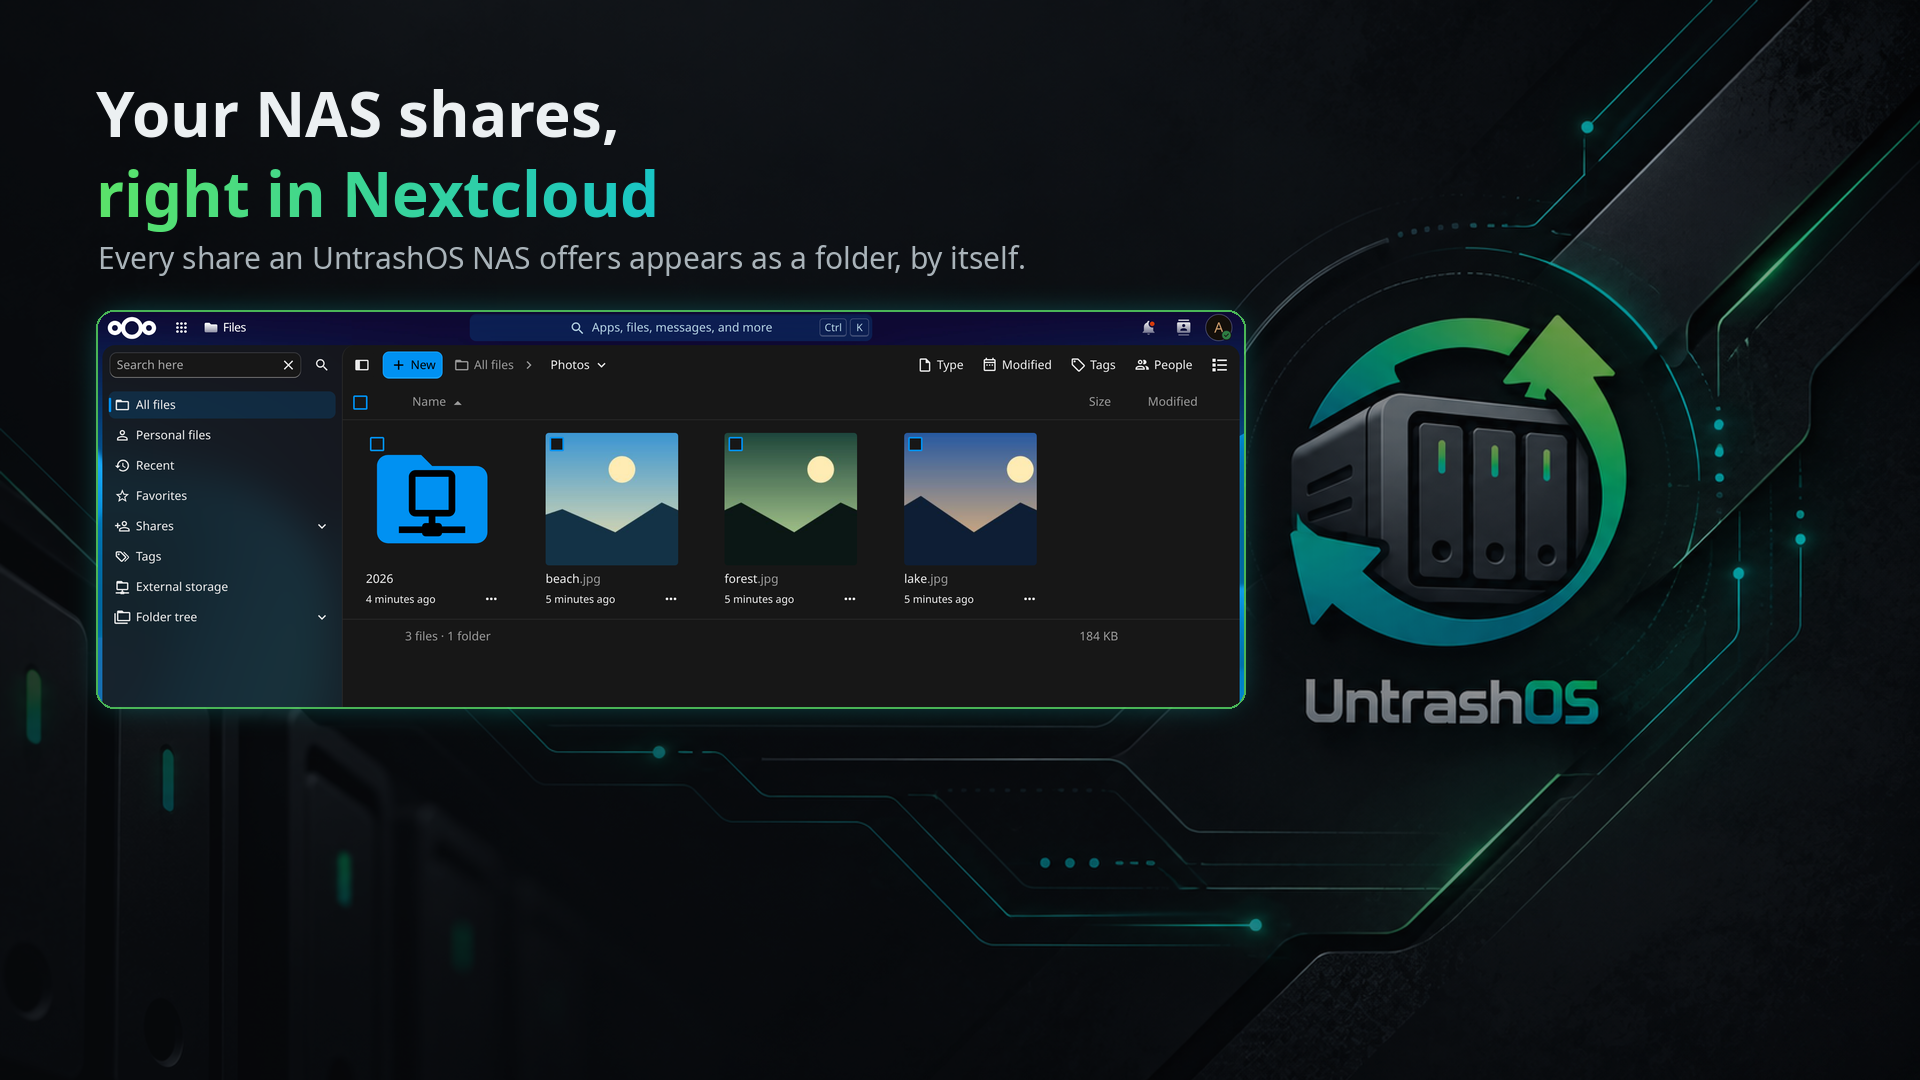 Your NAS shares,
right in Nextcloud
Every share an UntrashOS NAS offers appears as a folder, by itself.
Files
Apps, files, messages, and more
Ctrl K
A
Search here
New
All files
Photos
Type
Modified
Tags
People
All files
Personal files
Recent
Favorites
Shares
Tags
External storage
Folder tree
Name
Size
Modified
2026
4 minutes ago
beach.jpg
5 minutes ago
forest.jpg
5 minutes ago
lake.jpg
5 minutes ago
3 files · 1 folder
184 KB
UntrashOS